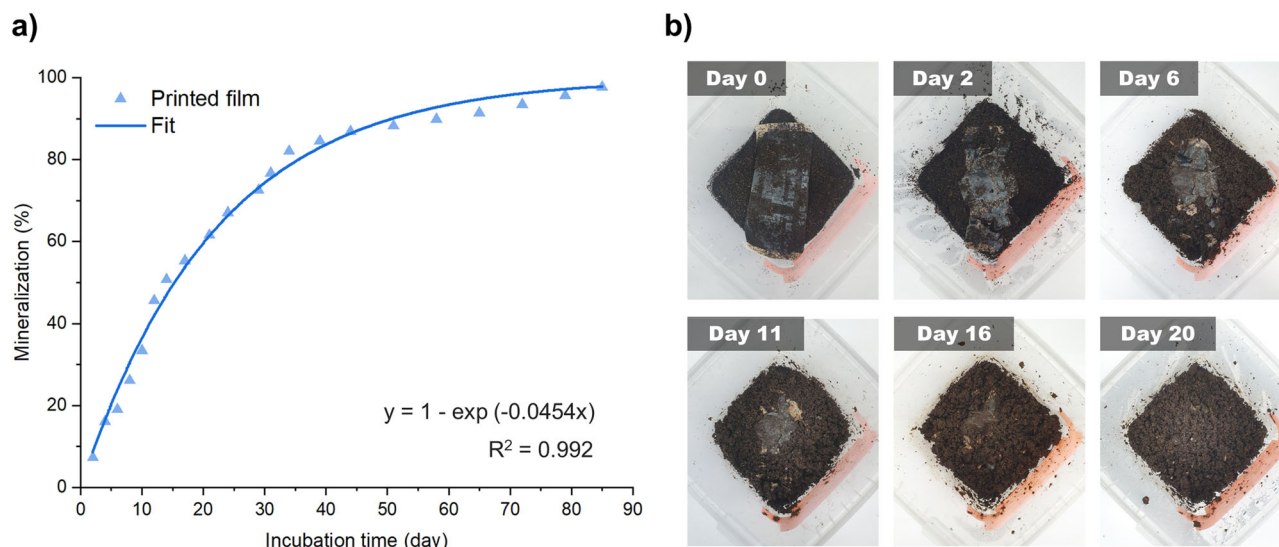 a)
100
80
60
40
20
0
Mineralization (%)
Printed film
Fit
y = 1 - exp (-0.0454x)
R² = 0.992
0 10 20 30 40 50 60 70 80 90
Incubation time (day)
b)
Day 0
Day 2
Day 6
Day 11
Day 16
Day 20